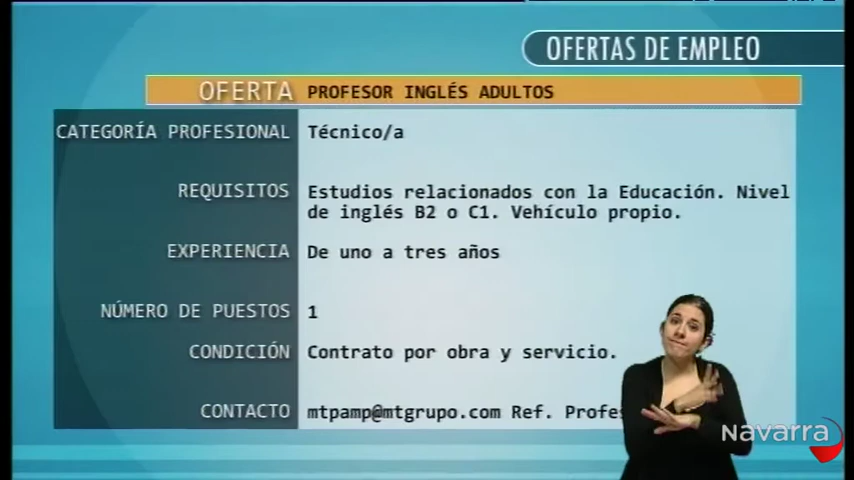 OFERTAS DE EMPLEO
OFERTA PROFESOR INGLÉS ADULTOS
CATEGORÍA PROFESIONAL Técnico/a
REQUISITOS Estudios relacionados con la Educación. Nivel
de inglés B2 o C1. Vehículo propio.
EXPERIENCIA De uno a tres años
NÚMERO DE PUESTOS 1
CONDICIÓN Contrato por obra y servicio.
CONTACTO mtpamp@mtgrupo.com Ref.
navarra